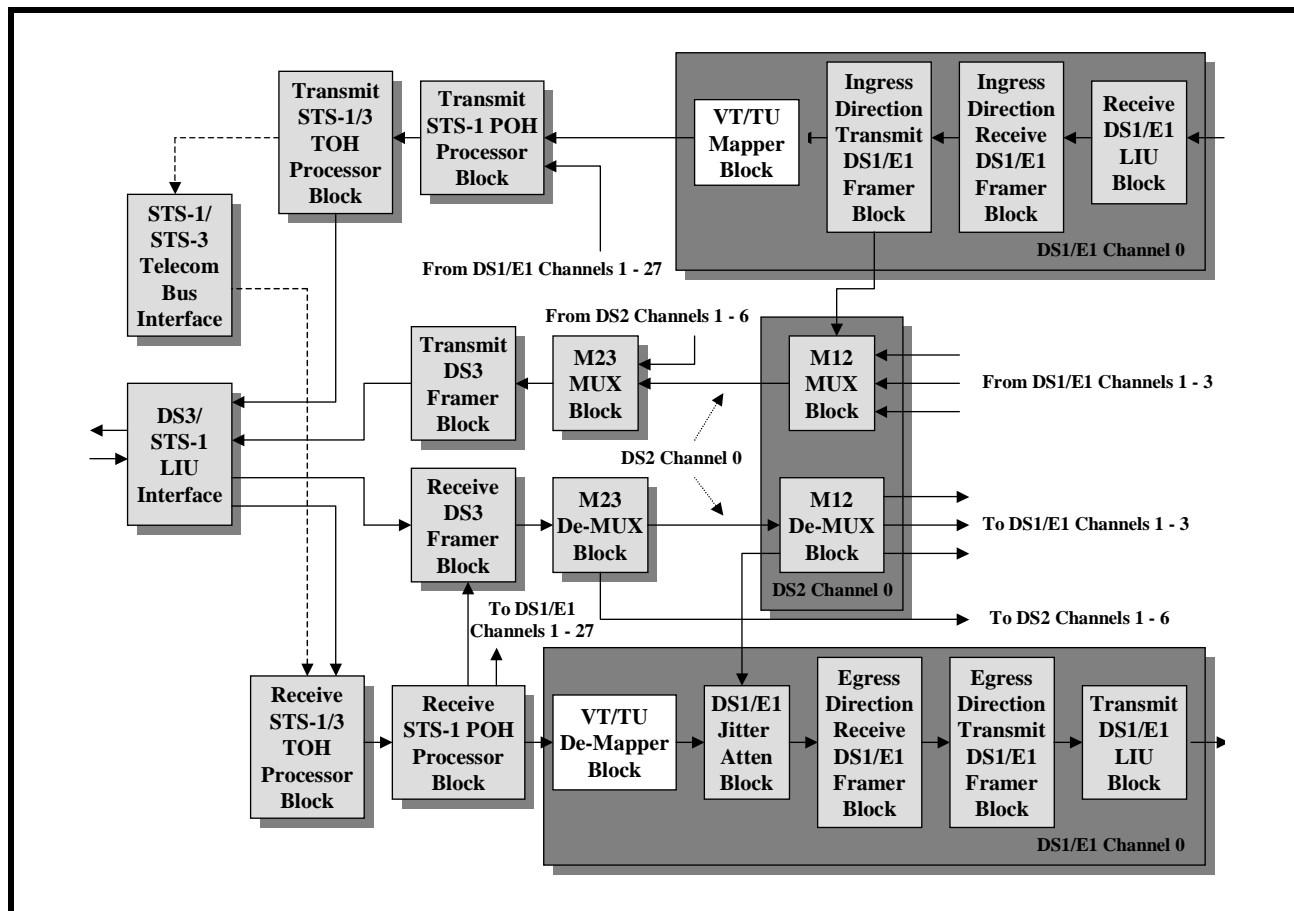 Transmit
STS-1/3
TOH
Processor
Block
Transmit
STS-1 POH
Processor
Block
VT/TU
Mapper
Block
Ingress
Direction
Transmit
DS1/E1
Framer
Block
Ingress
Direction
Receive
DS1/E1
Framer
Block
Receive
DS1/E1
LIU
Block
DS1/E1 Channel 0
STS-1/
STS-3
Telecom
Bus
Interface
From DS1/E1 Channels 1 - 27
From DS2 Channels 1 - 6
Transmit
DS3
Framer
Block
M23
MUX
Block
M12
MUX
Block
From DS1/E1 Channels 1 - 3
DS3/
STS-1
LIU
Interface
DS2 Channel 0
Receive
DS3
Framer
Block
M23
De-MUX
Block
M12
De-MUX
Block
To DS1/E1 Channels 1 - 3
DS2 Channel 0
To DS1/E1
Channels 1 - 27
To DS2 Channels 1 - 6
Receive
STS-1/3
TOH
Processor
Block
Receive
STS-1 POH
Processor
Block
VT/TU
De-Mapper
Block
DS1/E1
Jitter
Atten
Block
Egress
Direction
Receive
DS1/E1
Framer
Block
Egress
Direction
Transmit
DS1/E1
Framer
Block
Transmit
DS1/E1
LIU
Block
DS1/E1 Channel 0